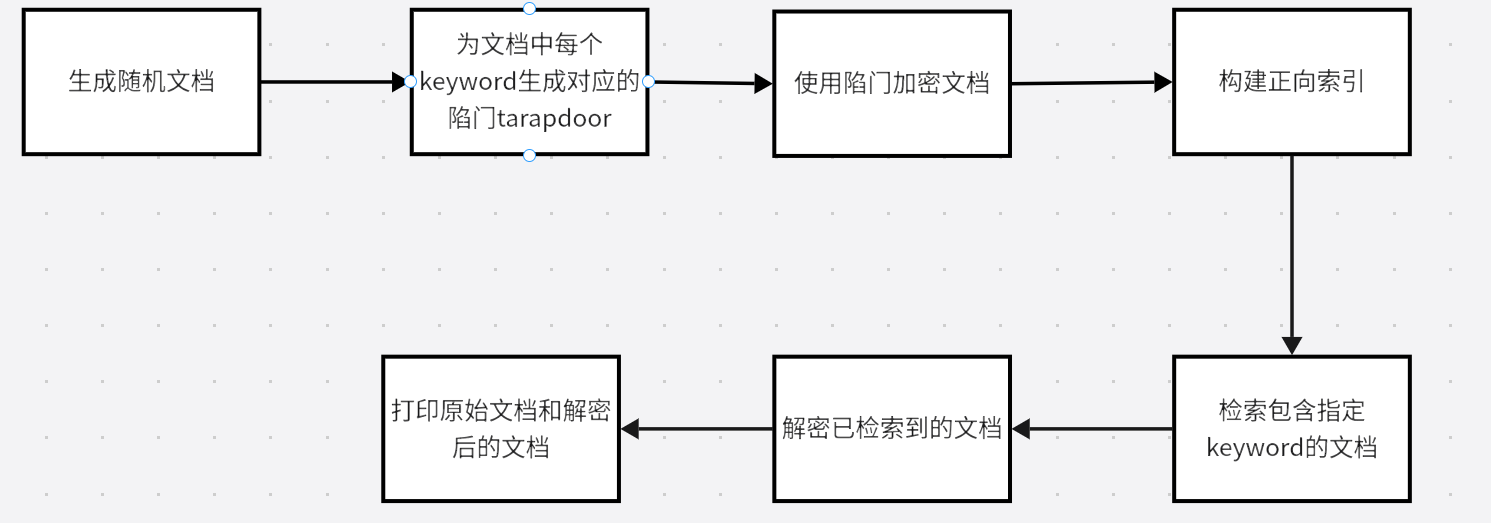 生成随机文档
为文档中每个
keyword生成对应的
陷门tarapdoor
使用陷门加密文档
构建正向索引
检索包含指定
keyword的文档
解密已检索到的文档
打印原始文档和解密
后的文档